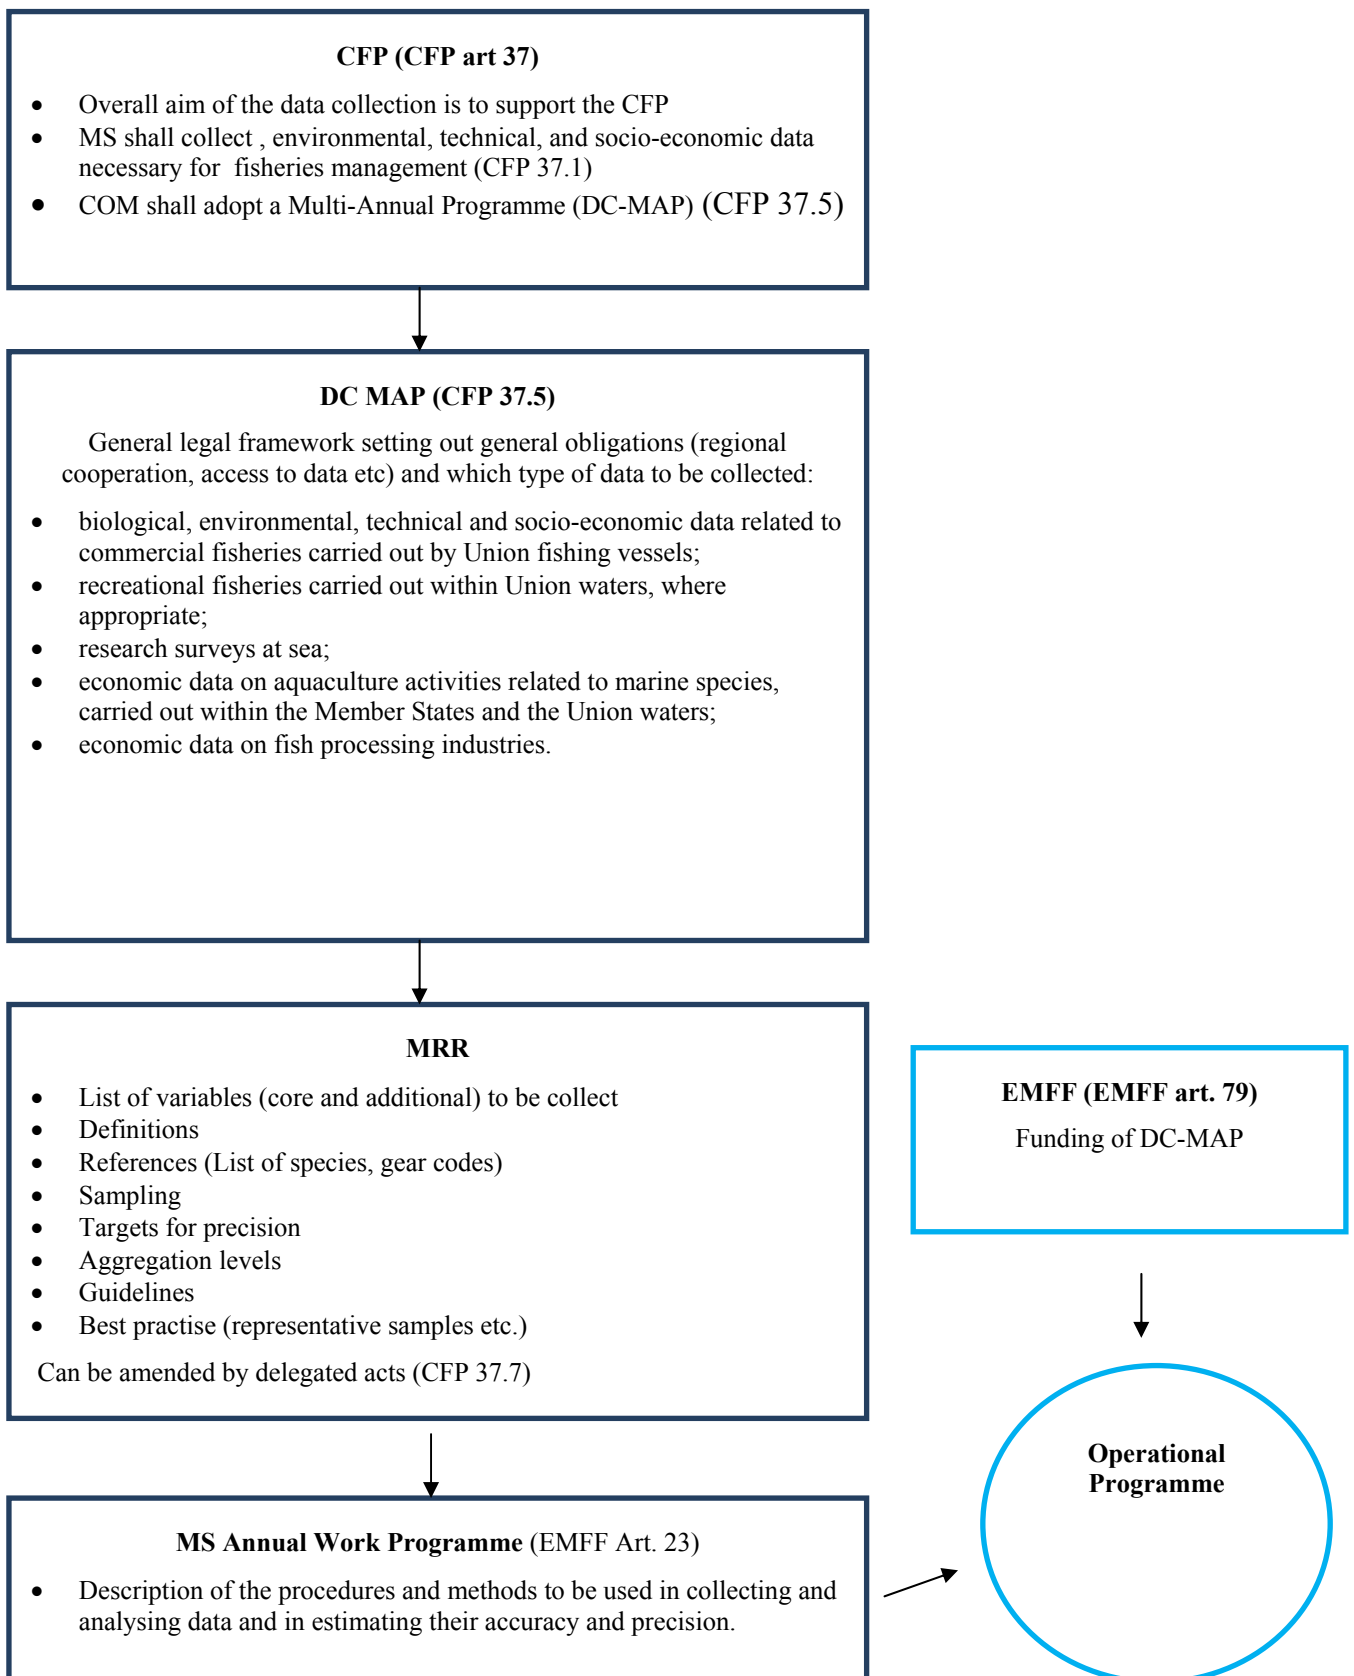 CFP (CFP art 37)
• Overall aim of the data collection is to support the CFP
• MS shall collect , environmental, technical, and socio-economic data
necessary for fisheries management (CFP 37.1)
• COM shall adopt a Multi-Annual Programme (DC-MAP) (CFP 37.5)
DC MAP (CFP 37.5)
General legal framework setting out general obligations (regional
cooperation, access to data etc) and which type of data to be collected:
• biological, environmental, technical and socio-economic data related to
commercial fisheries carried out by Union fishing vessels;
• recreational fisheries carried out within Union waters, where
appropriate;
• research surveys at sea;
• economic data on aquaculture activities related to marine species,
carried out within the Member States and the Union waters;
• economic data on fish processing industries.
MRR
• List of variables (core and additional) to be collect
• Definitions
• References (List of species, gear codes)
• Sampling
• Targets for precision
• Aggregation levels
• Guidelines
• Best practise (representative samples etc.)
Can be amended by delegated acts (CFP 37.7)
EMFF (EMFF art. 79)
Funding of DC-MAP
Operational
Programme
MS Annual Work Programme (EMFF Art. 23)
• Description of the procedures and methods to be used in collecting and
analysing data and in estimating their accuracy and precision.